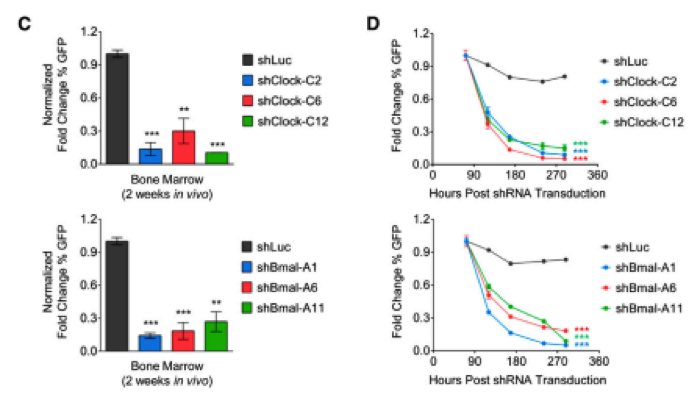 C
Normalized
Fold Change % GFP
1.2
0.9
0.6
0.3
0.0
***
**
***
Bone Marrow
(2 weeks in vivo)
shLuc
shClock-C2
shClock-C6
shClock-C12
D
Fold Change % GFP
1.2
0.9
0.6
0.3
0.0
0
90
180
270
360
Hours Post shRNA Transduction
shLuc
shClock-C2
shClock-C6
shClock-C12
***
***
***
Normalized
Fold Change % GFP
1.2
0.9
0.6
0.3
0.0
***
***
**
Bone Marrow
(2 weeks in vivo)
shLuc
shBmal-A1
shBmal-A6
shBmal-A11
Fold Change % GFP
1.2
0.9
0.6
0.3
0.0
0
90
180
270
360
Hours Post shRNA Transduction
shLuc
shBmal-A1
shBmal-A6
shBmal-A11
***
***
***